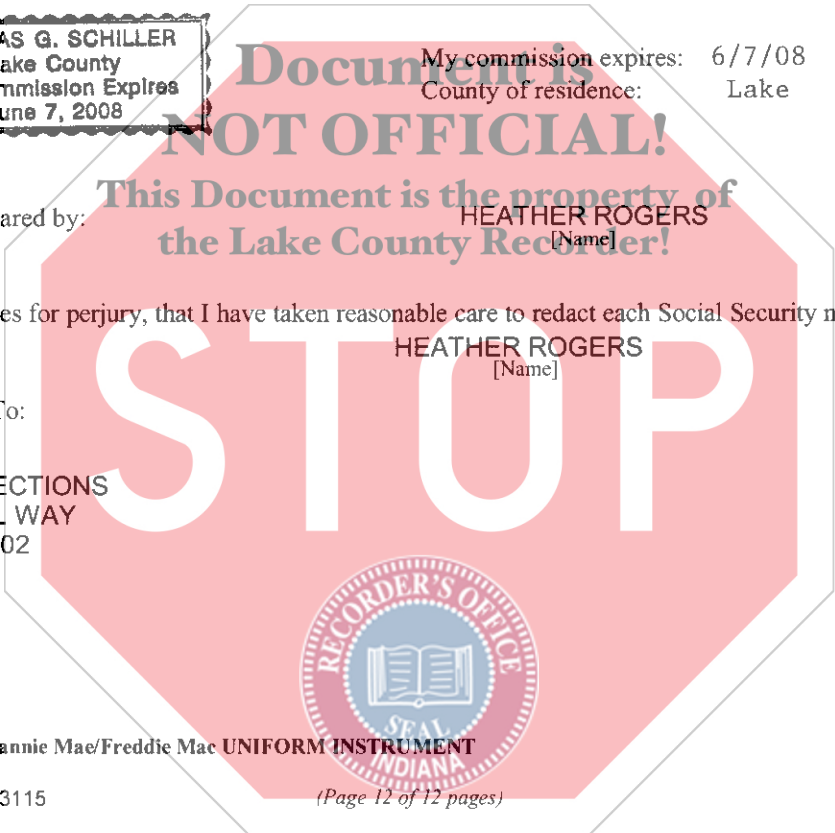 AS G. SCHILLER
ake County
mmission Expires
une 7, 2008
My commission expires: 6/7/08
County of residence: Lake
Document is
NOT OFFICIAL!
This Document is the property of
the Lake County Recorder!
ared by:
HEATHER ROGERS
[Name]
es for perjury, that I have taken reasonable care to redact each Social Security n
HEATHER ROGERS
[Name]
To:
STOP
ECTIONS
L WAY
02
RECORDER'S OFFICE
SEAL
INDIANA
annie Mae/Freddie Mac UNIFORM INSTRUMENT
3115
(Page 12 of 12 pages)